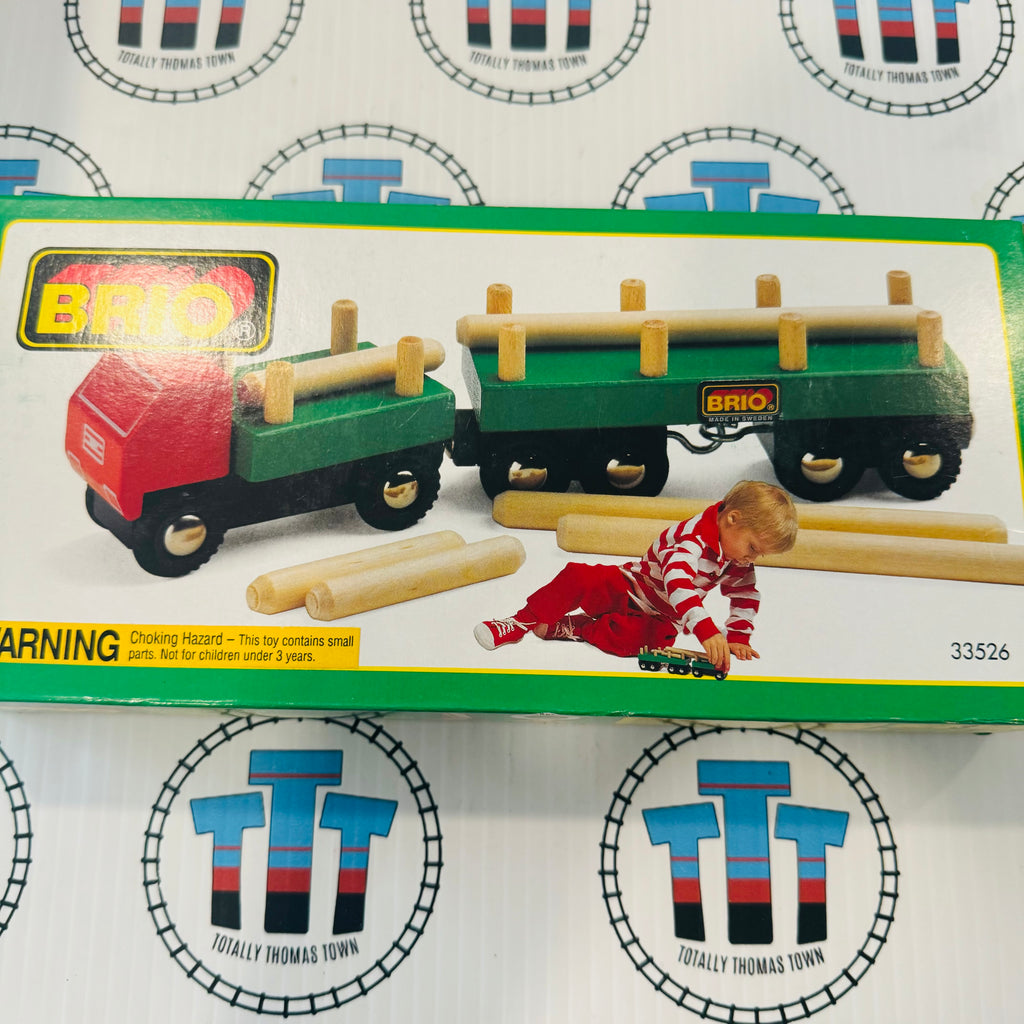 TOTALLY THOMAS TOWN
TOTALLY THOMAS TOWN
TOTALLY THOMAS TOWN
BRIO®
BRIO®
MADE IN SWEDEN
ARNING
Choking Hazard – This toy contains small
parts. Not for children under 3 years.
33526
TOTALLY THOMAS TOWN
TOTALLY THOMAS TOWN